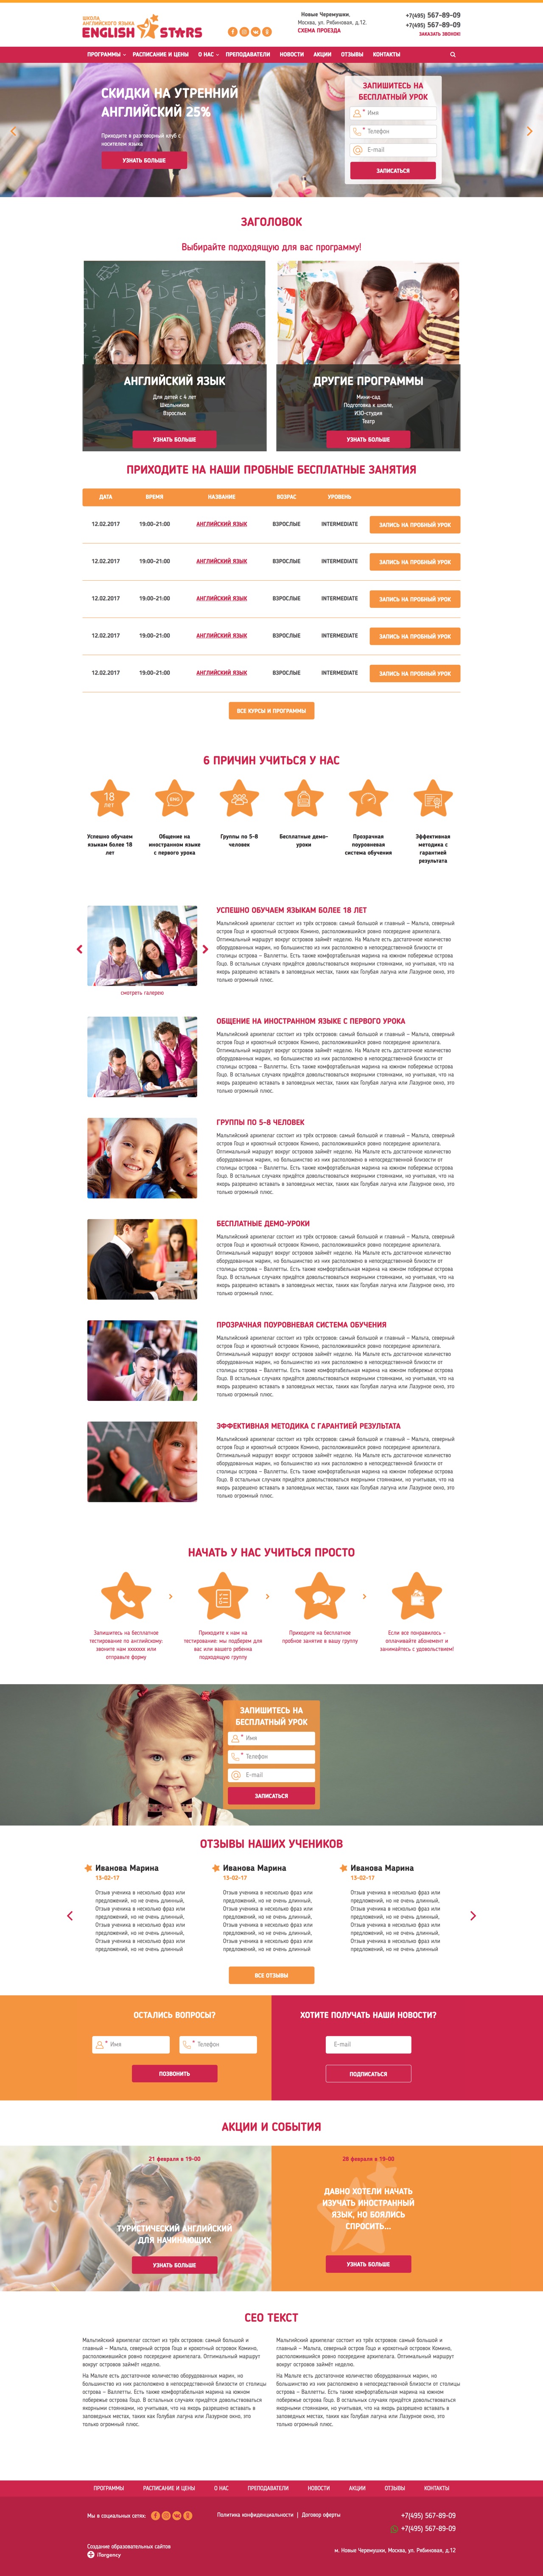 ШКОЛА
АНГЛИЙСКОГО ЯЗЫКА
ENGLISH STARS
Новые Черемушки,
Москва, ул. Рябиновая, д.12.
СХЕМА ПРОЕЗДА
+7(495) 567-89-09
+7(495) 567-89-09
ЗАКАЗАТЬ ЗВОНОК!
ПРОГРАММЫ РАСПИСАНИЕ И ЦЕНЫ О НАС ПРЕПОДАВАТЕЛИ НОВОСТИ АКЦИИ ОТЗЫВЫ КОНТАКТЫ
СКИДКИ НА УТРЕННИЙ
АНГЛИЙСКИЙ 25%
Приходите в разговорный клуб с
носителем языка
УЗНАТЬ БОЛЬШЕ
ЗАПИШИТЕСЬ НА
БЕСПЛАТНЫЙ УРОК
* Имя
* Телефон
E-mail
ЗАПИСАТЬСЯ
ЗАГОЛОВОК
Выбирайте подходящую для вас программу!
АНГЛИЙСКИЙ ЯЗЫК
Для детей с 4 лет
Школьников
Взрослых
УЗНАТЬ БОЛЬШЕ
ДРУГИЕ ПРОГРАММЫ
Мини-сад
Подготовка к школе,
ИЗО-студия
Театр
УЗНАТЬ БОЛЬШЕ
ПРИХОДИТЕ НА НАШИ ПРОБНЫЕ БЕСПЛАТНЫЕ ЗАНЯТИЯ
ДАТА ВРЕМЯ НАЗВАНИЕ ВОЗРАС УРОВЕНЬ
12.02.2017 19:00-21:00 АНГЛИЙСКИЙ ЯЗЫК ВЗРОСЛЫЕ INTERMEDIATE ЗАПИСЬ НА ПРОБНЫЙ УРОК
12.02.2017 19:00-21:00 АНГЛИЙСКИЙ ЯЗЫК ВЗРОСЛЫЕ INTERMEDIATE ЗАПИСЬ НА ПРОБНЫЙ УРОК
12.02.2017 19:00-21:00 АНГЛИЙСКИЙ ЯЗЫК ВЗРОСЛЫЕ INTERMEDIATE ЗАПИСЬ НА ПРОБНЫЙ УРОК
12.02.2017 19:00-21:00 АНГЛИЙСКИЙ ЯЗЫК ВЗРОСЛЫЕ INTERMEDIATE ЗАПИСЬ НА ПРОБНЫЙ УРОК
12.02.2017 19:00-21:00 АНГЛИЙСКИЙ ЯЗЫК ВЗРОСЛЫЕ INTERMEDIATE ЗАПИСЬ НА ПРОБНЫЙ УРОК
ВСЕ КУРСЫ И ПРОГРАММЫ
6 ПРИЧИН УЧИТЬСЯ У НАС
18
ЛЕТ
ENG
Успешно обучаем
языкам более 18
лет
Общение на
иностранном языке
с первого урока
Группы по 5-8
человек
Бесплатные демо-
уроки
Прозрачная
поуровневая
система обучения
Эффективная
методика с
гарантией
результата
смотреть галерею
УСПЕШНО ОБУЧАЕМ ЯЗЫКАМ БОЛЕЕ 18 ЛЕТ
Мальтийский архипелаг состоит из трёх островов: самый большой и главный – Мальта, северный
остров Гоцо и крохотный островок Комино, расположившийся ровно посередине архипелага.
Оптимальный маршрут вокруг островов займёт неделю. На Мальте есть достаточное количество
оборудованных марин, но большинство из них расположено в непосредственной близости от
столицы острова – Валлетты. Есть также комфортабельная марина на южном побережье острова
Гоцо. В остальных случаях придётся довольствоваться якорными стоянками, но учитывая, что на
якорь разрешено вставать в заповедных местах, таких как Голубая лагуна или Лазурное окно, это
только огромный плюс.
ОБЩЕНИЕ НА ИНОСТРАННОМ ЯЗЫКЕ С ПЕРВОГО УРОКА
Мальтийский архипелаг состоит из трёх островов: самый большой и главный – Мальта, северный
остров Гоцо и крохотный островок Комино, расположившийся ровно посередине архипелага.
Оптимальный маршрут вокруг островов займёт неделю. На Мальте есть достаточное количество
оборудованных марин, но большинство из них расположено в непосредственной близости от
столицы острова – Валлетты. Есть также комфортабельная марина на южном побережье острова
Гоцо. В остальных случаях придётся довольствоваться якорными стоянками, но учитывая, что на
якорь разрешено вставать в заповедных местах, таких как Голубая лагуна или Лазурное окно, это
только огромный плюс.
ГРУППЫ ПО 5-8 ЧЕЛОВЕК
Мальтийский архипелаг состоит из трёх островов: самый большой и главный – Мальта, северный
остров Гоцо и крохотный островок Комино, расположившийся ровно посередине архипелага.
Оптимальный маршрут вокруг островов займёт неделю. На Мальте есть достаточное количество
оборудованных марин, но большинство из них расположено в непосредственной близости от
столицы острова – Валлетты. Есть также комфортабельная марина на южном побережье острова
Гоцо. В остальных случаях придётся довольствоваться якорными стоянками, но учитывая, что на
якорь разрешено вставать в заповедных местах, таких как Голубая лагуна или Лазурное окно, это
только огромный плюс.
БЕСПЛАТНЫЕ ДЕМО-УРОКИ
Мальтийский архипелаг состоит из трёх островов: самый большой и главный – Мальта, северный
остров Гоцо и крохотный островок Комино, расположившийся ровно посередине архипелага.
Оптимальный маршрут вокруг островов займёт неделю. На Мальте есть достаточное количество
оборудованных марин, но большинство из них расположено в непосредственной близости от
столицы острова – Валлетты. Есть также комфортабельная марина на южном побережье острова
Гоцо. В остальных случаях придётся довольствоваться якорными стоянками, но учитывая, что на
якорь разрешено вставать в заповедных местах, таких как Голубая лагуна или Лазурное окно, это
только огромный плюс.
ПРОЗРАЧНАЯ ПОУРОВНЕВАЯ СИСТЕМА ОБУЧЕНИЯ
Мальтийский архипелаг состоит из трёх островов: самый большой и главный – Мальта, северный
остров Гоцо и крохотный островок Комино, расположившийся ровно посередине архипелага.
Оптимальный маршрут вокруг островов займёт неделю. На Мальте есть достаточное количество
оборудованных марин, но большинство из них расположено в непосредственной близости от
столицы острова – Валлетты. Есть также комфортабельная марина на южном побережье острова
Гоцо. В остальных случаях придётся довольствоваться якорными стоянками, но учитывая, что на
якорь разрешено вставать в заповедных местах, таких как Голубая лагуна или Лазурное окно, это
только огромный плюс.
ЭФФЕКТИВНАЯ МЕТОДИКА С ГАРАНТИЕЙ РЕЗУЛЬТАТА
Мальтийский архипелаг состоит из трёх островов: самый большой и главный – Мальта, северный
остров Гоцо и крохотный островок Комино, расположившийся ровно посередине архипелага.
Оптимальный маршрут вокруг островов займёт неделю. На Мальте есть достаточное количество
оборудованных марин, но большинство из них расположено в непосредственной близости от
столицы острова – Валлетты. Есть также комфортабельная марина на южном побережье острова
Гоцо. В остальных случаях придётся довольствоваться якорными стоянками, но учитывая, что на
якорь разрешено вставать в заповедных местах, таких как Голубая лагуна или Лазурное окно, это
только огромный плюс.
НАЧАТЬ У НАС УЧИТЬСЯ ПРОСТО
Запишитесь на бесплатное
тестирование по английскому:
звоните нам ххххххх или
отправьте форму
Приходите к нам на
тестирование: мы подберем для
вас или вашего ребенка
подходящую группу
Приходите на бесплатное
пробное занятие в вашу группу
Если все понравилось –
оплачивайте абонемент и
занимайтесь с удовольствием!
ЗАПИШИТЕСЬ НА
БЕСПЛАТНЫЙ УРОК
* Имя
* Телефон
E-mail
ЗАПИСАТЬСЯ
ОТЗЫВЫ НАШИХ УЧЕНИКОВ
Иванова Марина
13-02-17
Отзыв ученика в несколько фраз или
предложений, но не очень длинный,
Отзыв ученика в несколько фраз или
предложений, но не очень длинный,
Отзыв ученика в несколько фраз или
предложений, но не очень длинный,
Отзыв ученика в несколько фраз или
предложений, но не очень длинный
Иванова Марина
13-02-17
Отзыв ученика в несколько фраз или
предложений, но не очень длинный,
Отзыв ученика в несколько фраз или
предложений, но не очень длинный,
Отзыв ученика в несколько фраз или
предложений, но не очень длинный,
Отзыв ученика в несколько фраз или
предложений, но не очень длинный
Иванова Марина
13-02-17
Отзыв ученика в несколько фраз или
предложений, но не очень длинный,
Отзыв ученика в несколько фраз или
предложений, но не очень длинный,
Отзыв ученика в несколько фраз или
предложений, но не очень длинный,
Отзыв ученика в несколько фраз или
предложений, но не очень длинный
ВСЕ ОТЗЫВЫ
ОСТАЛИСЬ ВОПРОСЫ?
* Имя
* Телефон
ПОЗВОНИТЬ
ХОТИТЕ ПОЛУЧАТЬ НАШИ НОВОСТИ?
E-mail
ПОДПИСАТЬСЯ
АКЦИИ И СОБЫТИЯ
21 февраля в 19-00
ТУРИСТИЧЕСКИЙ АНГЛИЙСКИЙ
ДЛЯ НАЧИНАЮЩИХ
УЗНАТЬ БОЛЬШЕ
28 февраля в 19-00
ДАВНО ХОТЕЛИ НАЧАТЬ
ИЗУЧАТЬ ИНОСТРАННЫЙ
ЯЗЫК, НО БОЯЛИСЬ
СПРОСИТЬ...
УЗНАТЬ БОЛЬШЕ
СЕО ТЕКСТ
Мальтийский архипелаг состоит из трёх островов: самый большой и
главный – Мальта, северный остров Гоцо и крохотный островок Комино,
расположившийся ровно посередине архипелага. Оптимальный маршрут
вокруг островов займёт неделю.
На Мальте есть достаточное количество оборудованных марин, но
большинство из них расположено в непосредственной близости от столицы
острова – Валлетты. Есть также комфортабельная марина на южном
побережье острова Гоцо. В остальных случаях придётся довольствоваться
якорными стоянками, но учитывая, что на якорь разрешено вставать в
заповедных местах, таких как Голубая лагуна или Лазурное окно, это
только огромный плюс.
Мальтийский архипелаг состоит из трёх островов: самый большой и
главный – Мальта, северный остров Гоцо и крохотный островок Комино,
расположившийся ровно посередине архипелага. Оптимальный маршрут
вокруг островов займёт неделю.
На Мальте есть достаточное количество оборудованных марин, но
большинство из них расположено в непосредственной близости от столицы
острова – Валлетты. Есть также комфортабельная марина на южном
побережье острова Гоцо. В остальных случаях придётся довольствоваться
якорными стоянками, но учитывая, что на якорь разрешено вставать в
заповедных местах, таких как Голубая лагуна или Лазурное окно, это
только огромный плюс.
ПРОГРАММЫ РАСПИСАНИЕ И ЦЕНЫ О НАС ПРЕПОДАВАТЕЛИ НОВОСТИ АКЦИИ ОТЗЫВЫ КОНТАКТЫ
Мы в социальных сетях:
Политика конфиденциальности | Договор оферты
+7(495) 567-89-09
+7(495) 567-89-09
Создание образовательных сайтов
м. Новые Черемушки, Москва, ул. Рябиновая, д.12